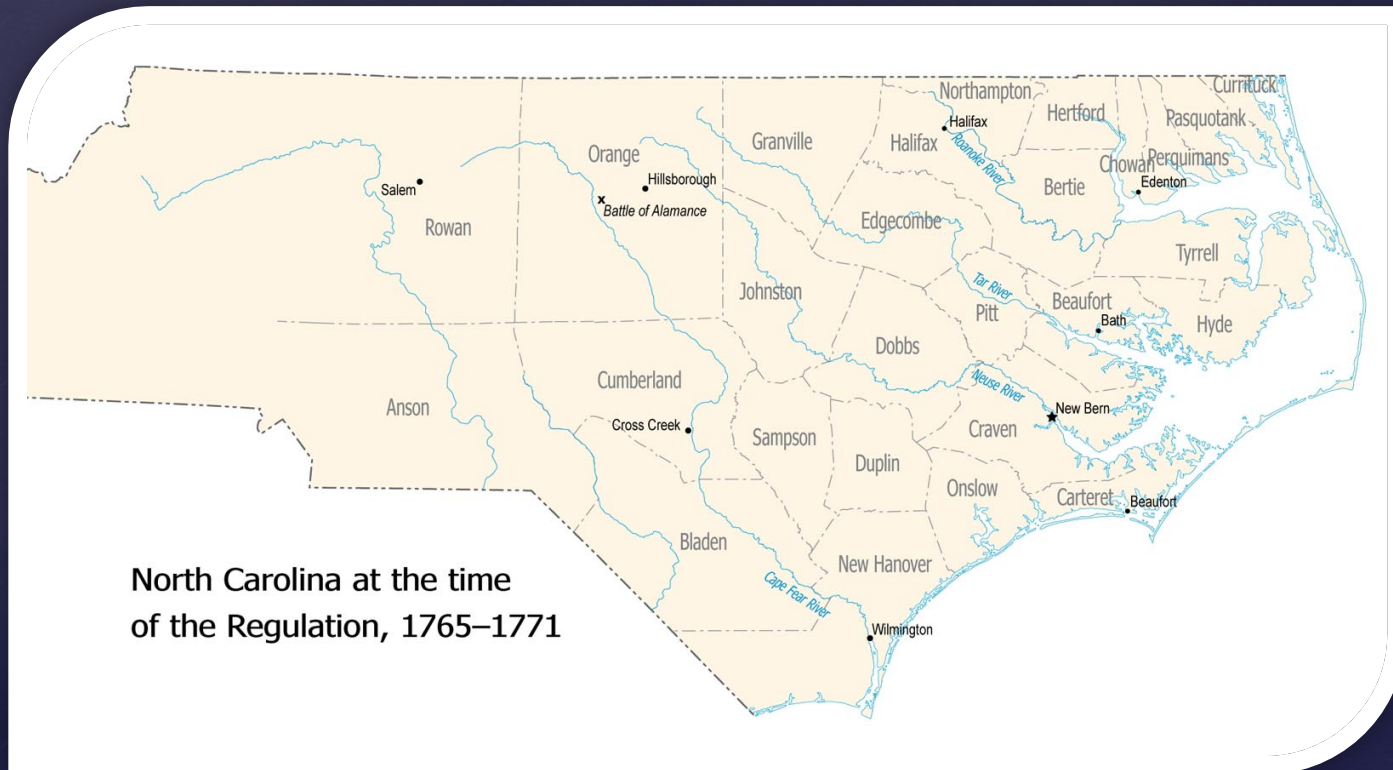 Currituck
Northampton
Hertford
Pasquotank
Halifax
Granville
Halifax
Roanoke River
Orange
Chowan
Perquimans
Hillsborough
Edenton
Salem
Bertie
Battle of Alamance
Rowan
Edgecombe
Tyrrell
Johnston
Tar River
Beaufort
Pitt
Bath
Hyde
Dobbs
Cumberland
Neuse River
Anson
New Bern
Cross Creek
Sampson
Craven
Duplin
Onslow
Carteret
Beaufort
Bladen
New Hanover
Cape Fear River
Wilmington
North Carolina at the time
of the Regulation, 1765–1771